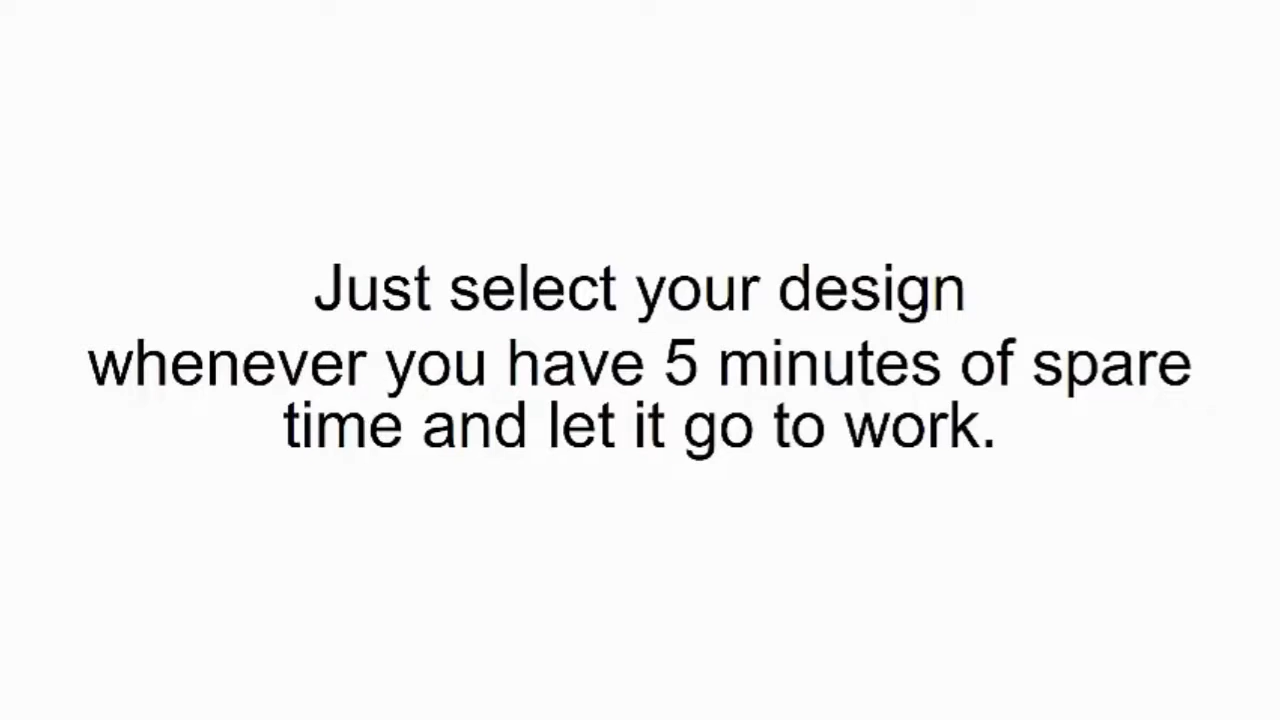 Just select your design
whenever you have 5 minutes of spare
time and let it go to work.